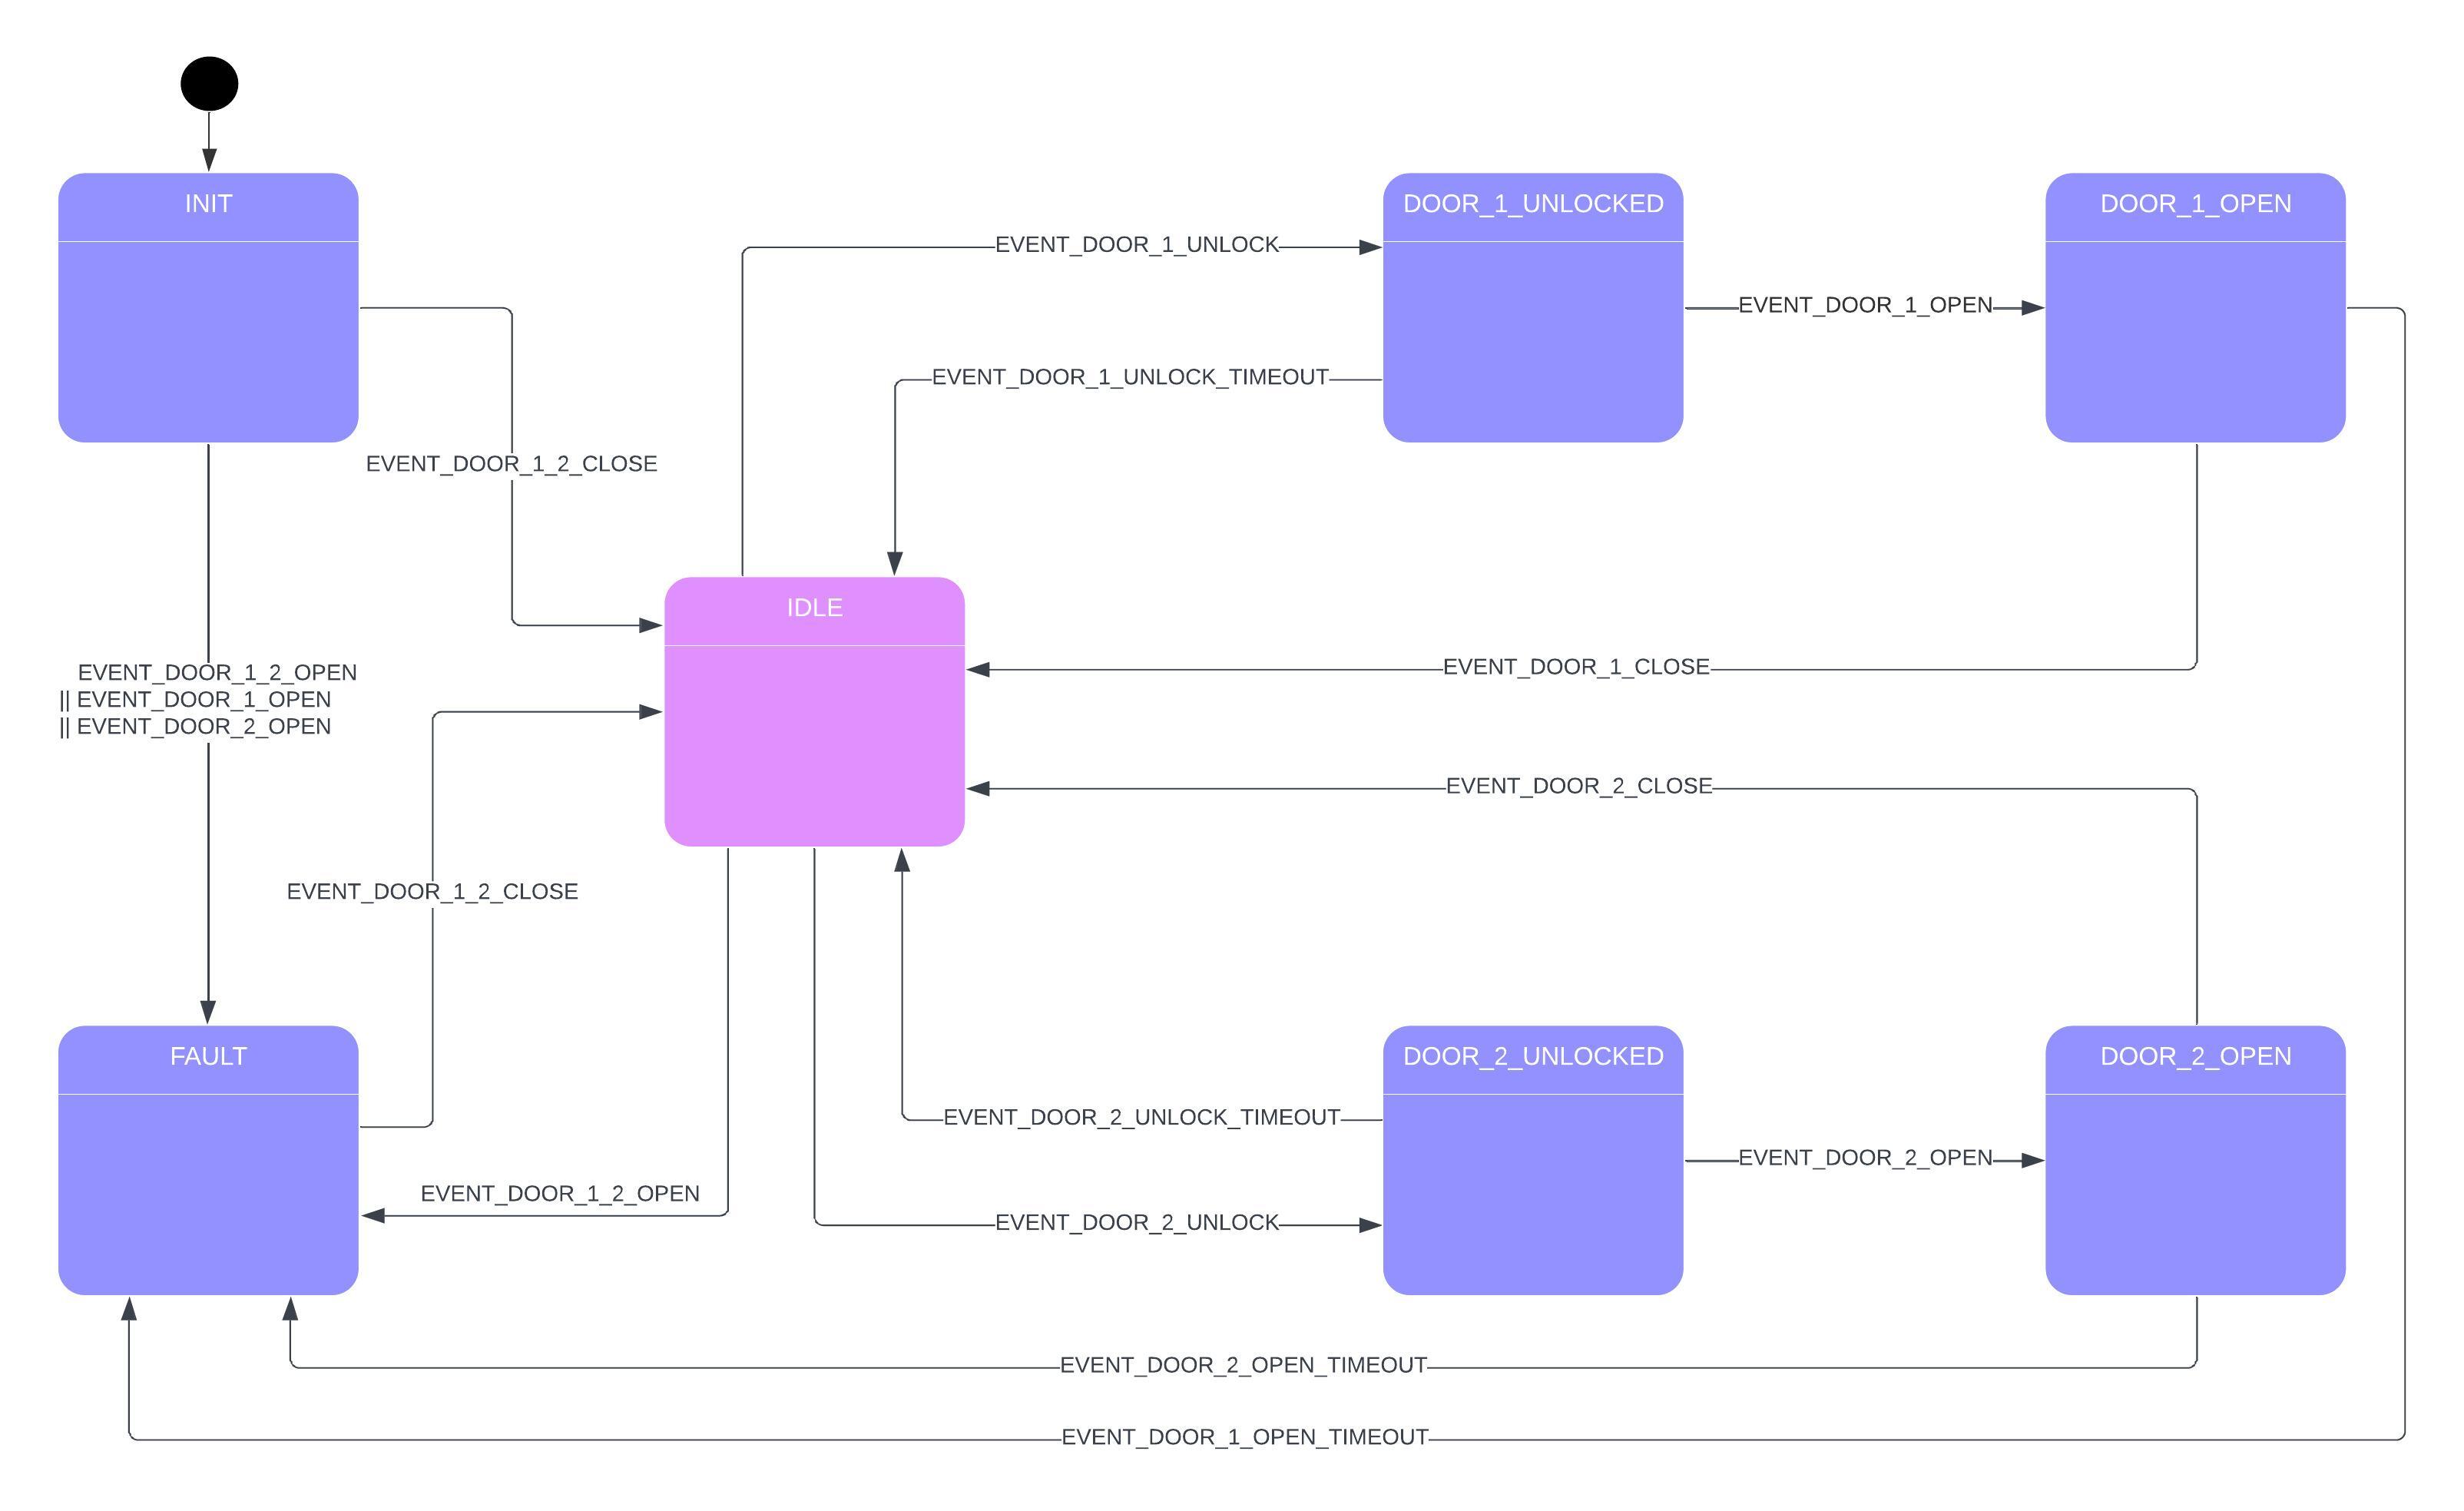 INIT
DOOR_1_UNLOCKED
DOOR_1_OPEN
EVENT_DOOR_1_UNLOCK
EVENT_DOOR_1_OPEN
EVENT_DOOR_1_UNLOCK_TIMEOUT
EVENT_DOOR_1_2_CLOSE
IDLE
EVENT_DOOR_1_2_OPEN
|| EVENT_DOOR_1_OPEN
|| EVENT_DOOR_2_OPEN
EVENT_DOOR_1_CLOSE
EVENT_DOOR_2_CLOSE
EVENT_DOOR_1_2_CLOSE
FAULT
DOOR_2_UNLOCKED
DOOR_2_OPEN
EVENT_DOOR_2_UNLOCK_TIMEOUT
EVENT_DOOR_2_OPEN
EVENT_DOOR_1_2_OPEN
EVENT_DOOR_2_UNLOCK
EVENT_DOOR_2_OPEN_TIMEOUT
EVENT_DOOR_1_OPEN_TIMEOUT